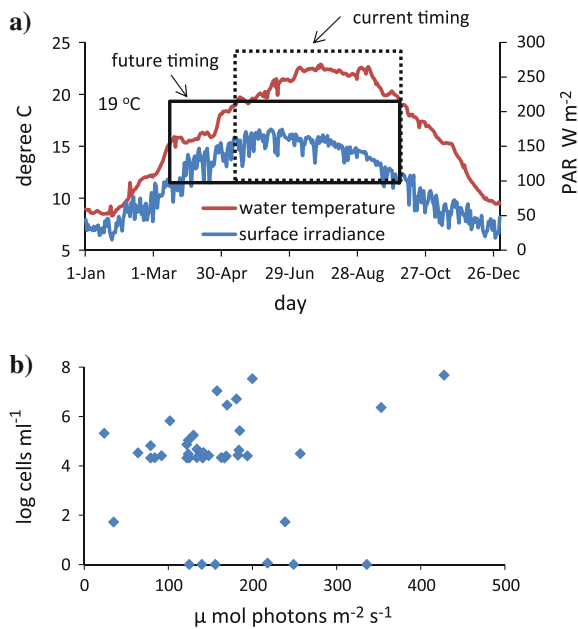 a)
current timing
future timing
19 ᵒC
25
20
15
10
5
degree C
300
250
200
150
100
50
0
PAR W m⁻²
water temperature
surface irradiance
1-Jan 1-Mar 30-Apr 29-Jun 28-Aug 27-Oct 26-Dec
day
b)
8
6
4
2
0
log cells ml⁻¹
0 100 200 300 400 500
μ mol photons m⁻² s⁻¹